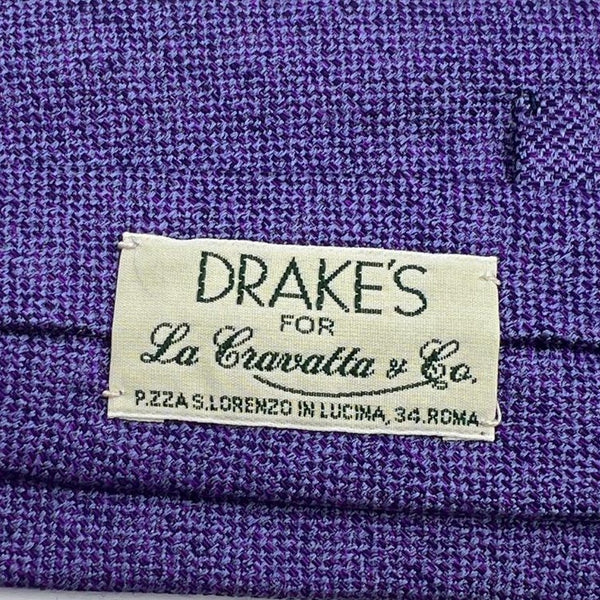 DRAKE'S
FOR
La Cravatta & Co.
P.ZZA S.LORENZO IN LUCINA, 34.ROMA